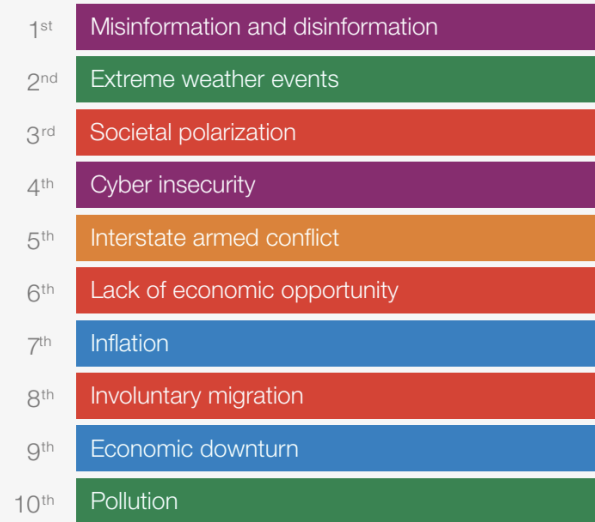 1st Misinformation and disinformation
2nd Extreme weather events
3rd Societal polarization
4th Cyber insecurity
5th Interstate armed conflict
6th Lack of economic opportunity
7th Inflation
8th Involuntary migration
9th Economic downturn
10th Pollution